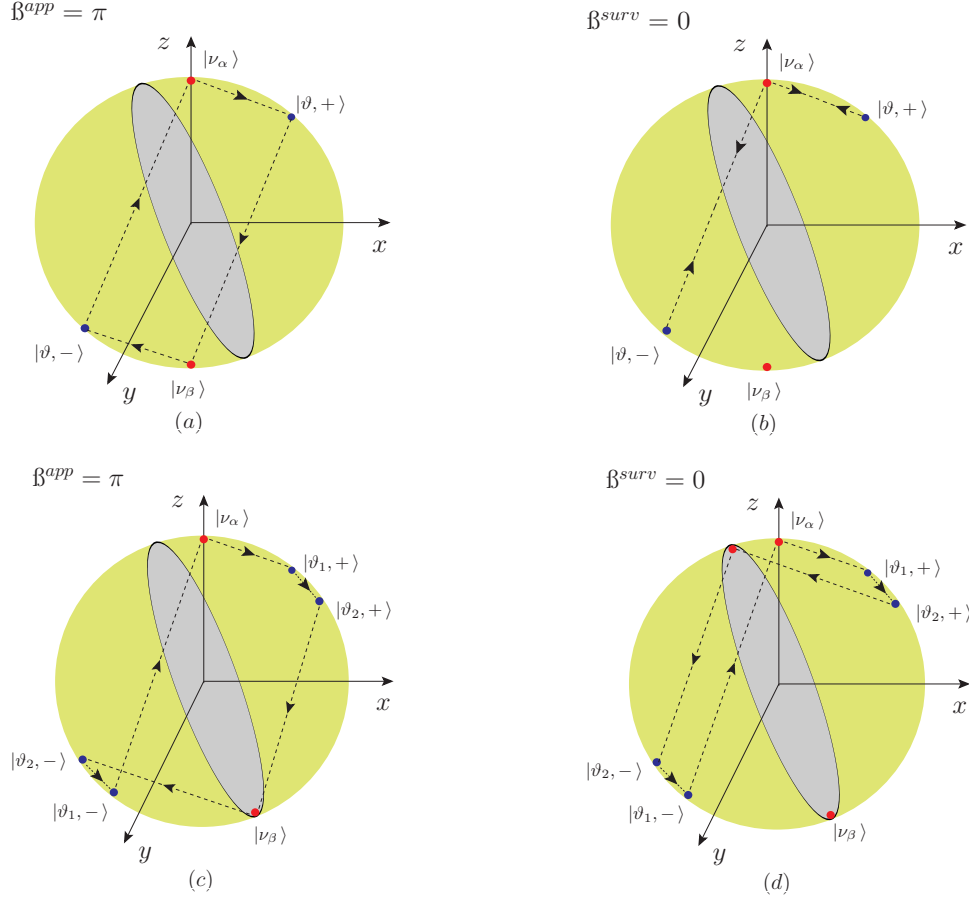 ß^{app} = π
z
|ν_α⟩
|ϑ, +⟩
x
|ϑ, −⟩
|ν_β⟩
y
(a)
ß^{surv} = 0
z
|ν_α⟩
|ϑ, +⟩
x
|ϑ, −⟩
|ν_β⟩
y
(b)
ß^{app} = π
z
|ν_α⟩
|ϑ_1, +⟩
|ϑ_2, +⟩
x
|ϑ_2, −⟩
|ϑ_1, −⟩
|ν_β⟩
y
(c)
ß^{surv} = 0
z
|ν_α⟩
|ϑ_1, +⟩
|ϑ_2, +⟩
x
|ϑ_2, −⟩
|ϑ_1, −⟩
|ν_β⟩
y
(d)